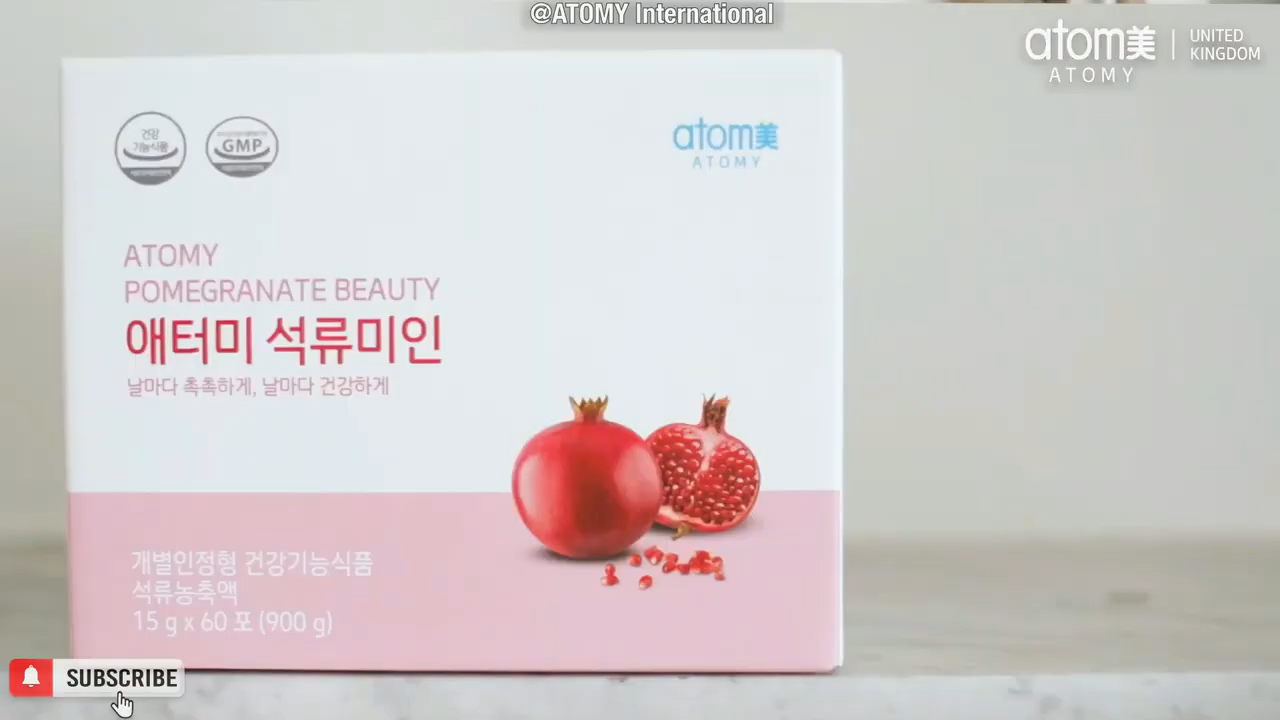 @ATOMY International
atom美
ATOMY
UNITED
KINGDOM
건강
기능식품
GMP
atom美
ATOMY
ATOMY
POMEGRANATE BEAUTY
애터미 석류미인
날마다 촉촉하게, 날마다 건강하게
개별인정형 건강기능식품
석류농축액
15 g x 60 포 (900 g)
SUBSCRIBE